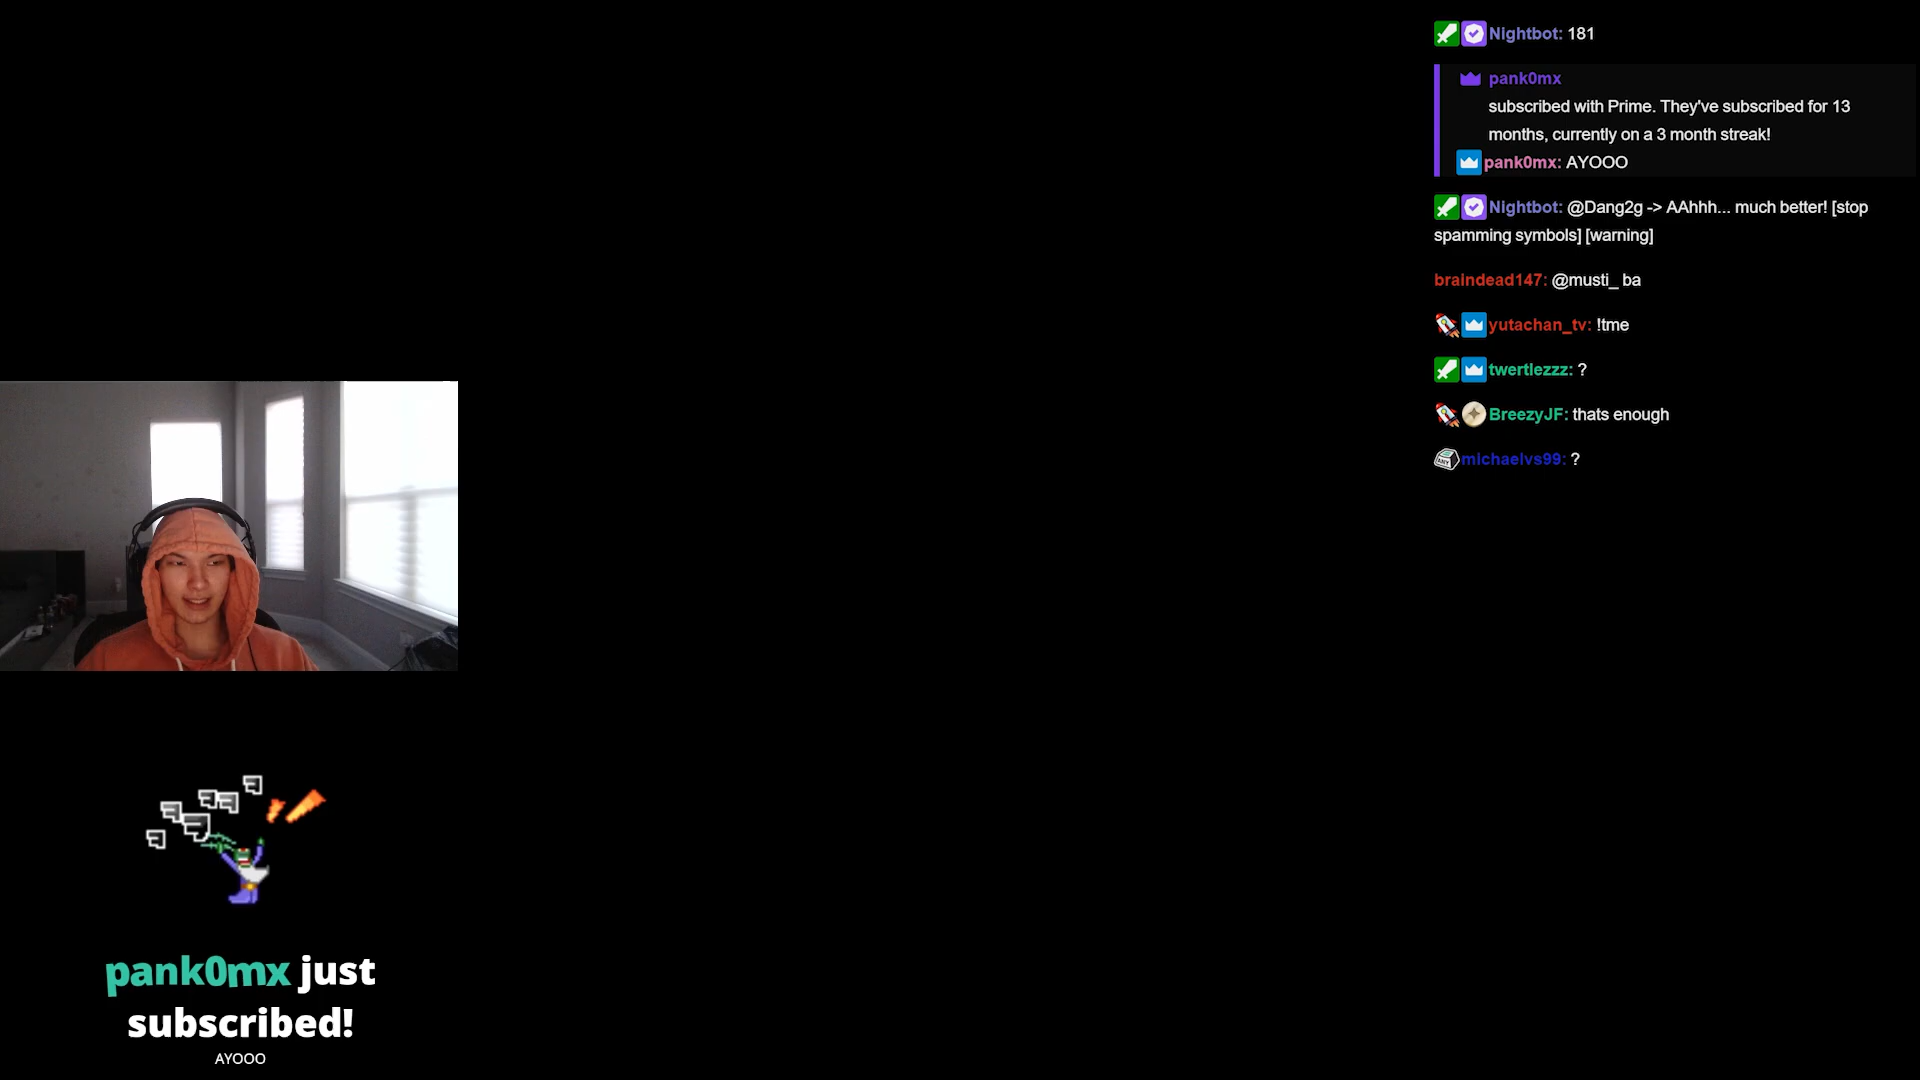 Nightbot: 181
pank0mx
subscribed with Prime. They've subscribed for 13
months, currently on a 3 month streak!
pank0mx: AYOOO
Nightbot: @Dang2g -> AAhhh... much better! [stop
spamming symbols] [warning]
braindead147: @musti_ ba
yutachan_tv: !tme
twertlezzz: ?
BreezyJF: thats enough
michaelvs99: ?
pank0mx just
subscribed!
AYOOO